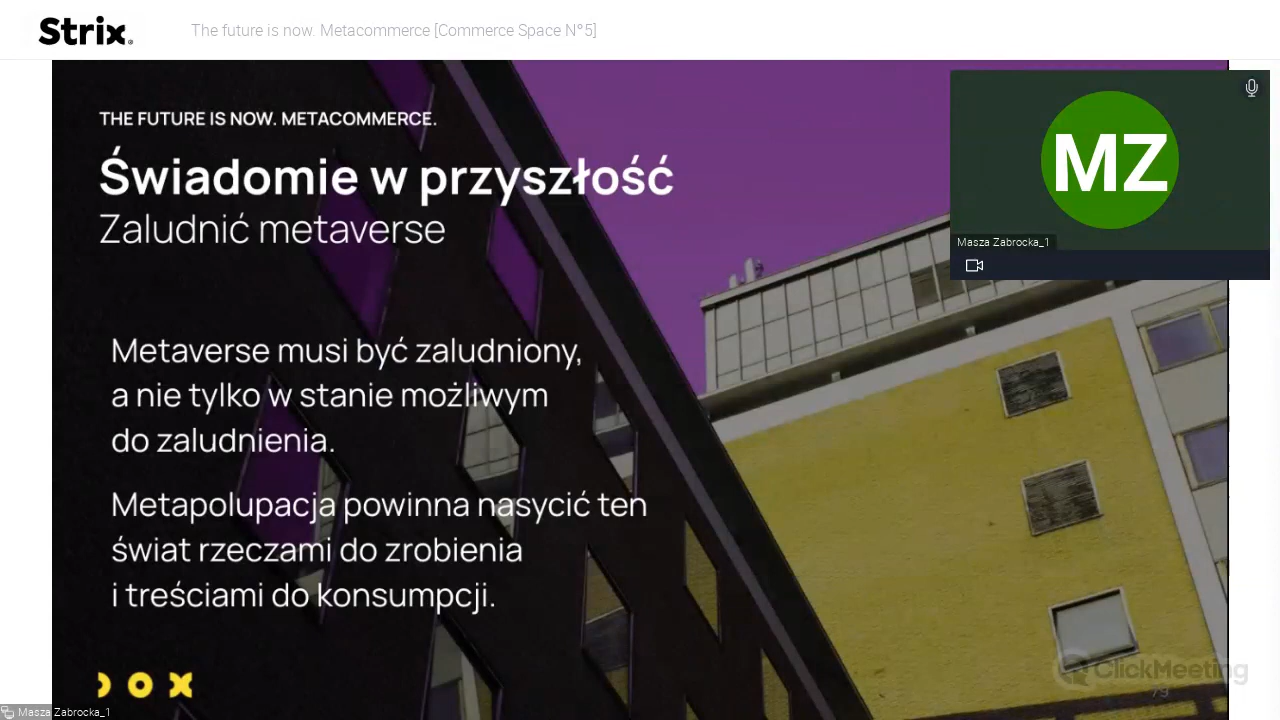 Strix
The future is now. Metacommerce [Commerce Space N°5]
THE FUTURE IS NOW. METACOMMERCE.
Świadomie w przyszłość
Zaludnić metaverse
MZ
Masza Zabrocka_1
Metaverse musi być zaludniony,
a nie tylko w stanie możliwym
do zaludnienia.
Metapolupacja powinna nasycić ten
świat rzeczami do zrobienia
i treściami do konsumpcji.
ClickMeeting
79
Masza Zabrocka_1